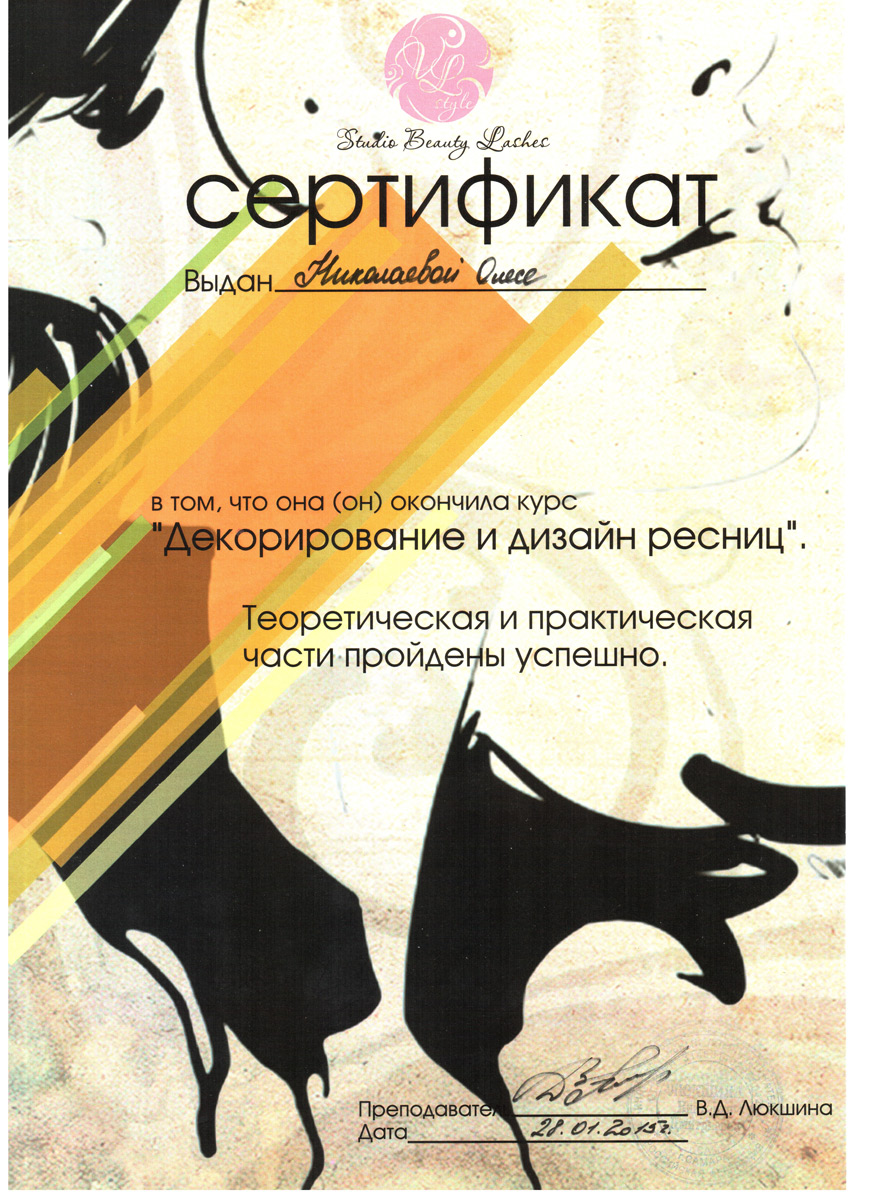 VL
style
Studio Beauty Lashes
сертификат
Выдан Николаевой Олесе
в том, что она (он) окончила курс
"Декорирование и дизайн ресниц".
Теоретическая и практическая
части пройдены успешно.
Преподаватель В.Д. Люкшина
Дата 28.01.2015г.